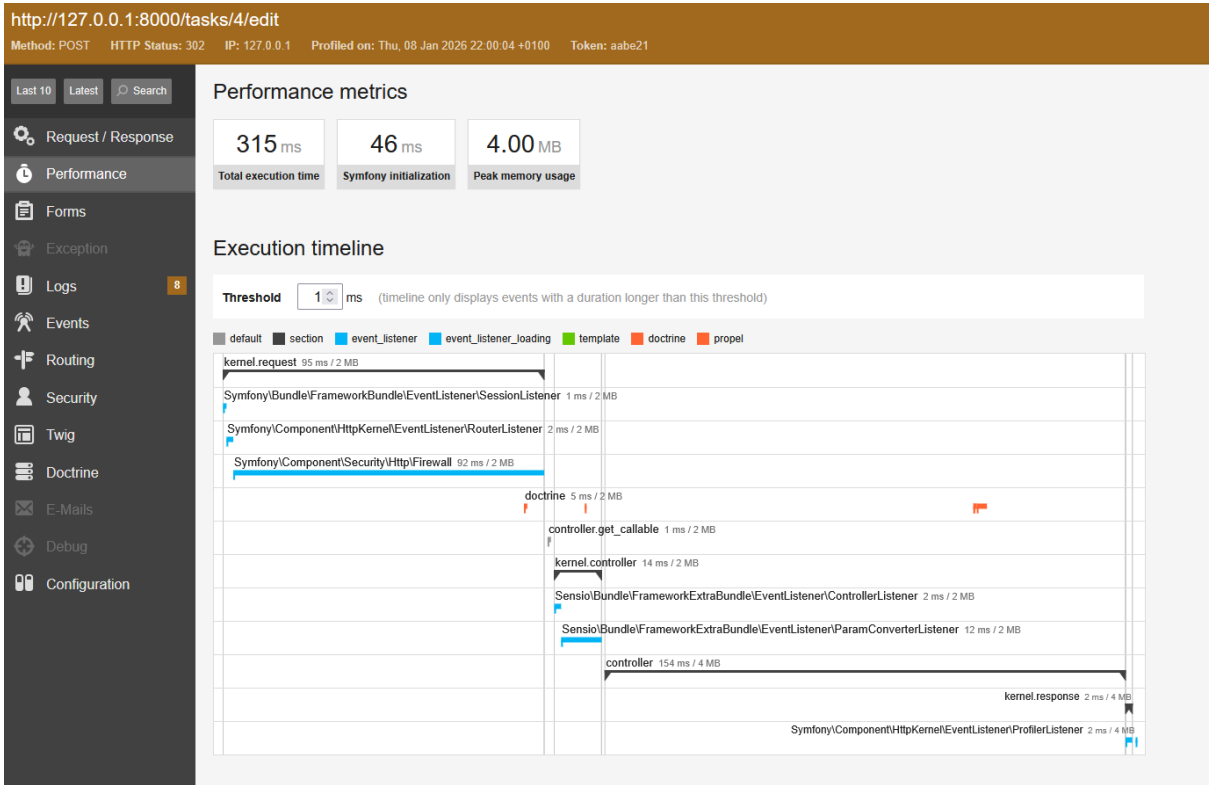 http://127.0.0.1:8000/tasks/4/edit
Method: POST HTTP Status: 302 IP: 127.0.0.1 Profiled on: Thu, 08 Jan 2026 22:00:04 +0100 Token: aabe21
Last 10 Latest Search
Request / Response
Performance
Forms
Exception
Logs 8
Events
Routing
Security
Twig
Doctrine
E-Mails
Debug
Configuration
Performance metrics
315 ms
Total execution time
46 ms
Symfony initialization
4.00 MB
Peak memory usage
Execution timeline
Threshold 1 ms (timeline only displays events with a duration longer than this threshold)
default section event_listener event_listener_loading template doctrine propel
kernel.request 95 ms / 2 MB
Symfony\Bundle\FrameworkBundle\EventListener\SessionListener 1 ms / 2 MB
Symfony\Component\HttpKernel\EventListener\RouterListener 2 ms / 2 MB
Symfony\Component\Security\Http\Firewall 92 ms / 2 MB
doctrine 5 ms / 2 MB
controller.get_callable 1 ms / 2 MB
kernel.controller 14 ms / 2 MB
Sensio\Bundle\FrameworkExtraBundle\EventListener\ControllerListener 2 ms / 2 MB
Sensio\Bundle\FrameworkExtraBundle\EventListener\ParamConverterListener 12 ms / 2 MB
controller 154 ms / 4 MB
kernel.response 2 ms / 4 MB
Symfony\Component\HttpKernel\EventListener\ProfilerListener 2 ms / 4 MB